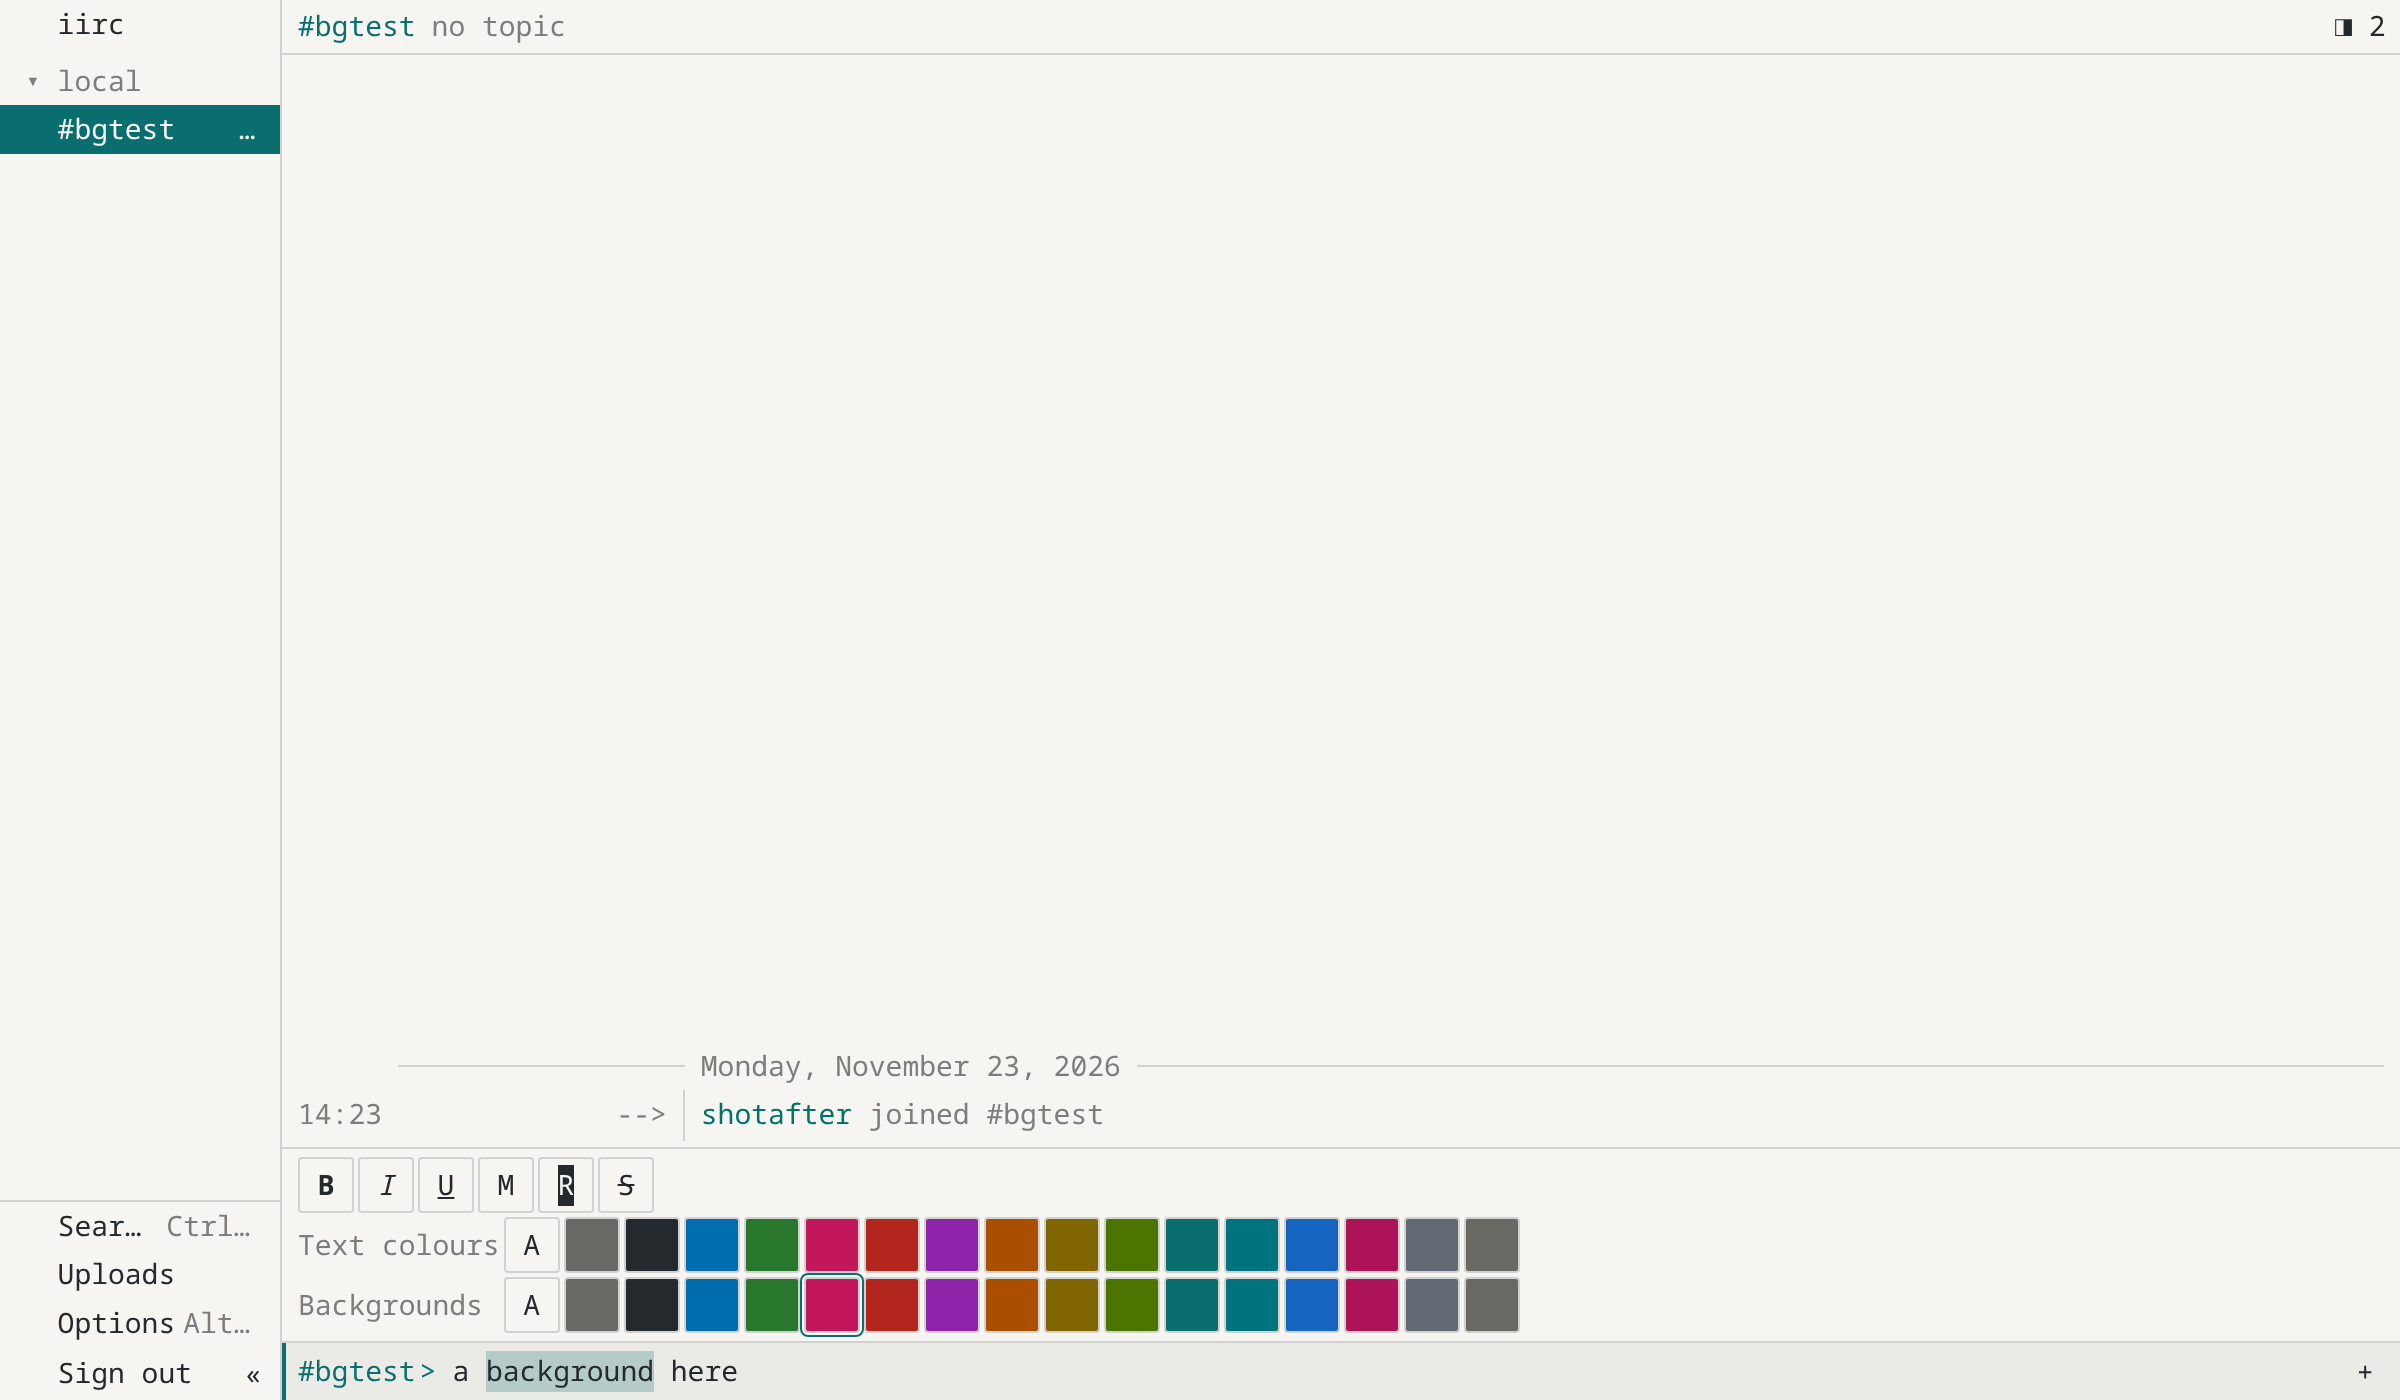 iirc
▾ local
#bgtest …
Sear… Ctrl…
Uploads
Options Alt…
Sign out «
#bgtest no topic ◨ 2
Monday, November 23, 2026
14:23 --> shotafter joined #bgtest
B I U M R S
Text colours A
Backgrounds A
#bgtest> a background here +